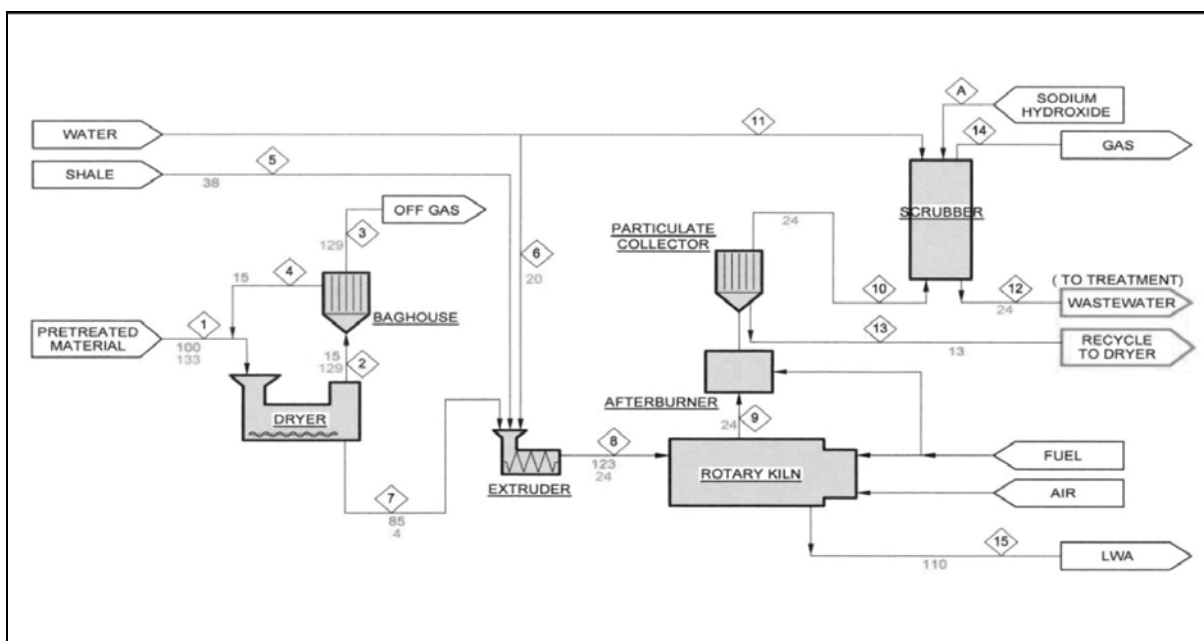 A
SODIUM
HYDROXIDE
WATER
11
14
GAS
SHALE
5
38
SCRUBBER
OFF GAS
PARTICULATE
COLLECTOR
24
3
129
6
20
15
4
10
( TO TREATMENT)
12
WASTEWATER
24
BAGHOUSE
PRETREATED
MATERIAL
1
100
133
15
129
2
13
13
RECYCLE
TO DRYER
AFTERBURNER
DRYER
9
24
8
123
24
EXTRUDER
ROTARY KILN
FUEL
AIR
7
85
4
15
110
LWA